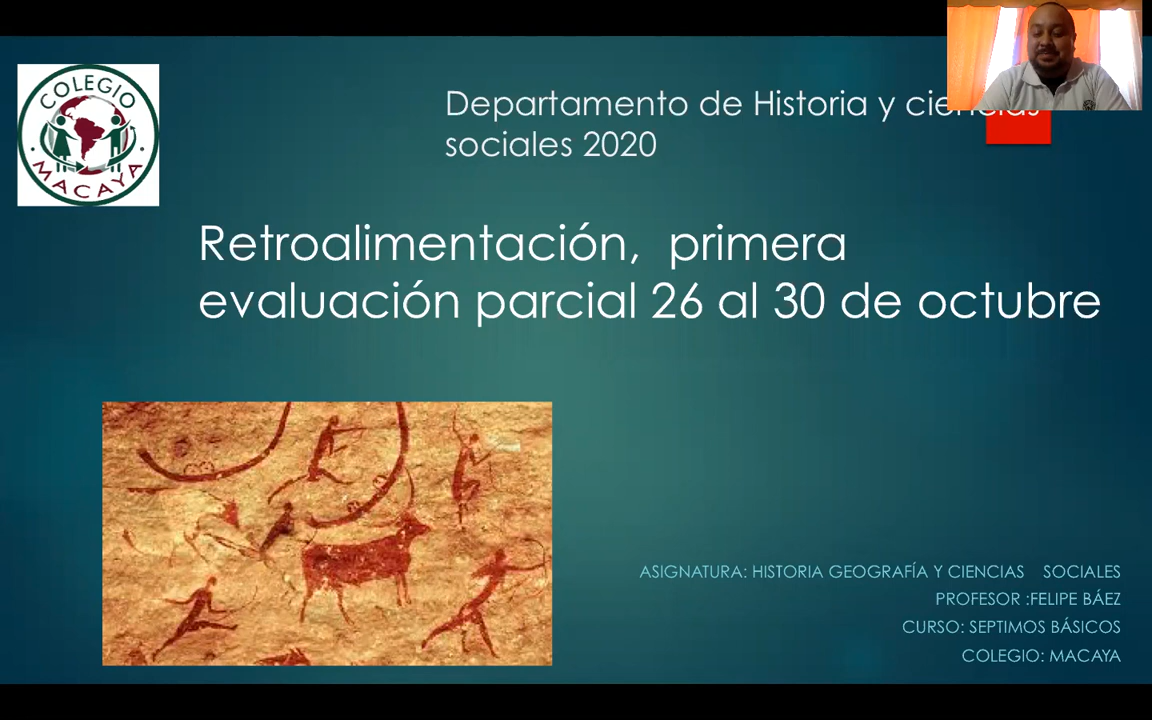 COLEGIO
MACAYA
Departamento de Historia y ciencias
sociales 2020
Retroalimentación, primera
evaluación parcial 26 al 30 de octubre
ASIGNATURA: HISTORIA GEOGRAFÍA Y CIENCIAS SOCIALES
PROFESOR :FELIPE BÁEZ
CURSO: SEPTIMOS BÁSICOS
COLEGIO: MACAYA